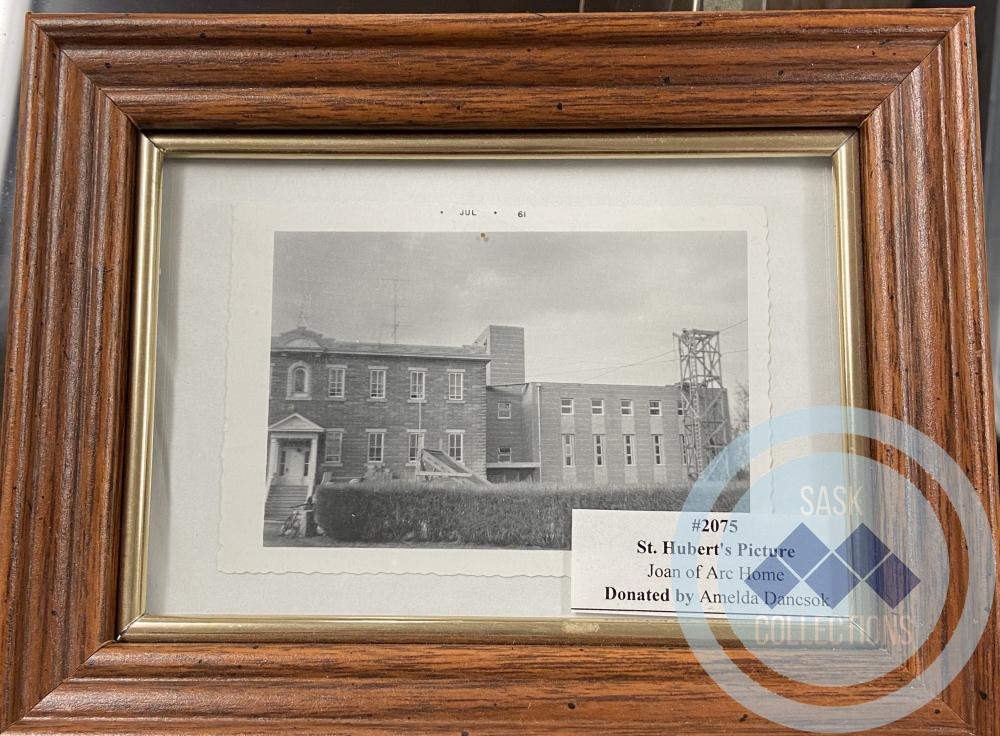 • JUL • 61
#2075
St. Hubert's Picture
Joan of Arc Home
Donated by Amelda Dancsok
SASK
COLLECTIONS